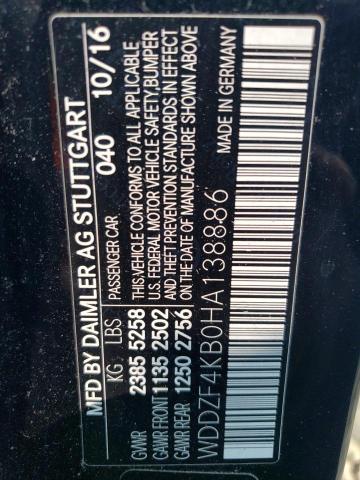 MFD BY DAIMLER AG STUTTGART
040 10/16
KG LBS PASSENGER CAR
GVWR 2385 5258 THIS VEHICLE CONFORMS TO ALL APPLICABLE
GAWR FRONT 1135 2502 U.S. FEDERAL MOTOR VEHICLE SAFETY, BUMPER
GAWR REAR 1250 2756 AND THEFT PREVENTION STANDARDS IN EFFECT
ON THE DATE OF MANUFACTURE SHOWN ABOVE
WDDZF4KB0HA138886
MADE IN GERMANY